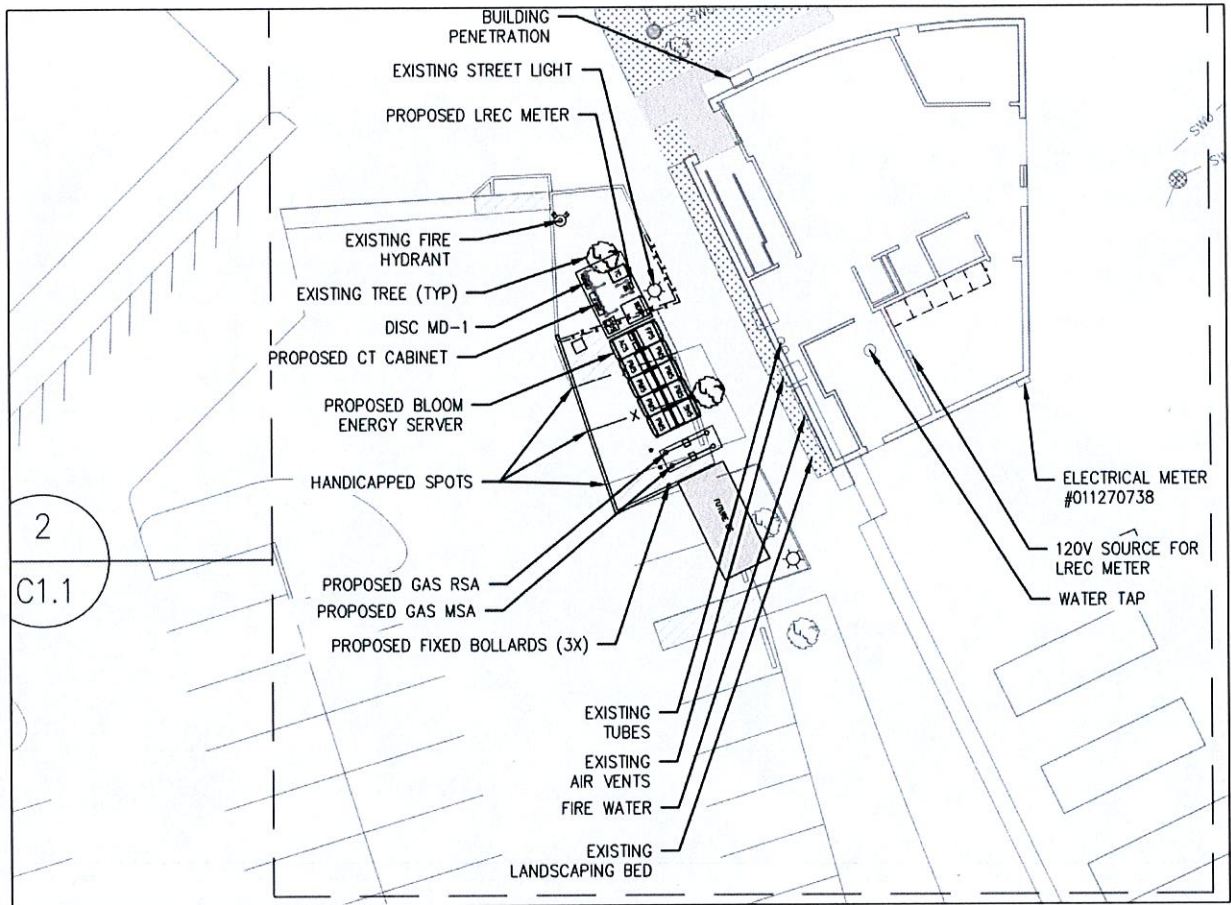 BUILDING
PENETRATION
EXISTING STREET LIGHT
PROPOSED LREC METER
EXISTING FIRE
HYDRANT
EXISTING TREE (TYP)
DISC MD-1
PROPOSED CT CABINET
PROPOSED BLOOM
ENERGY SERVER
HANDICAPPED SPOTS
2
C1.1
PROPOSED GAS RSA
PROPOSED GAS MSA
PROPOSED FIXED BOLLARDS (3X)
FUTURE
EXISTING
TUBES
EXISTING
AIR VENTS
FIRE WATER
EXISTING
LANDSCAPING BED
ELECTRICAL METER
#011270738
120V SOURCE FOR
LREC METER
WATER TAP